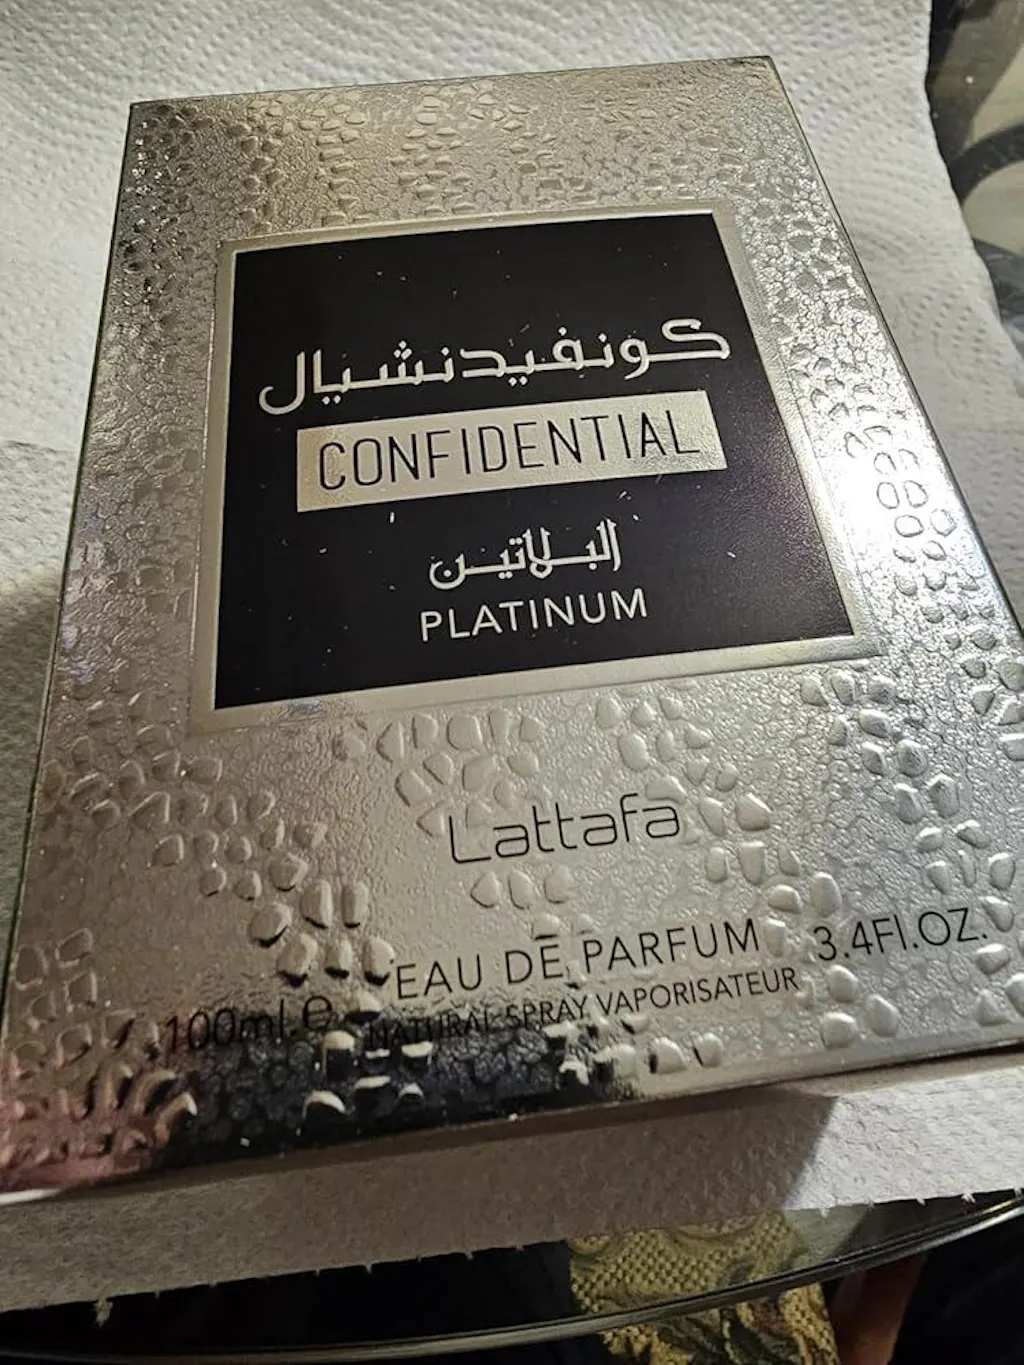 كونفيدنشيال
CONFIDENTIAL
البلاتين
PLATINUM
Lattafa
EAU DE PARFUM
100ml.e NATURAL SPRAY VAPORISATEUR 3.4Fl.OZ.